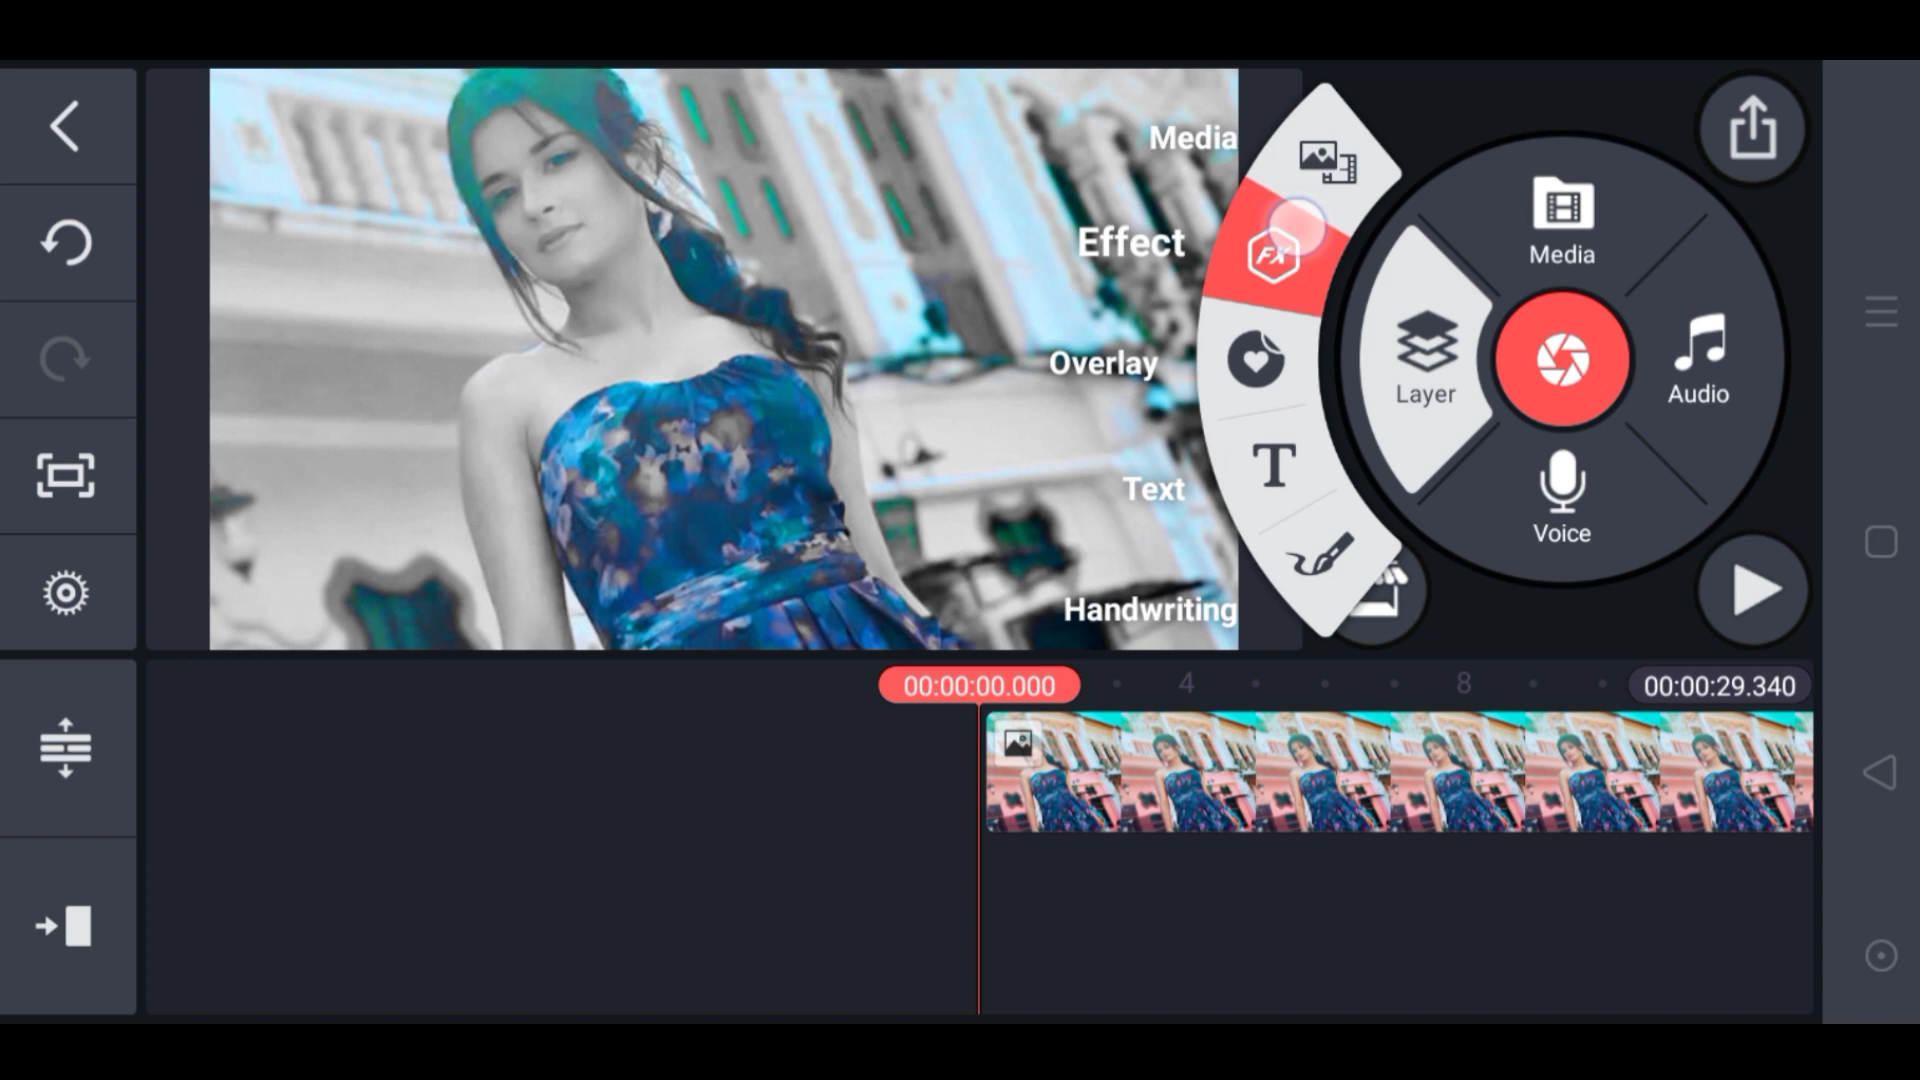 Media
Effect
Overlay
Text
Handwriting
FX
T
Media
Layer
Audio
Voice
00:00:00.000
4
8
00:00:29.340